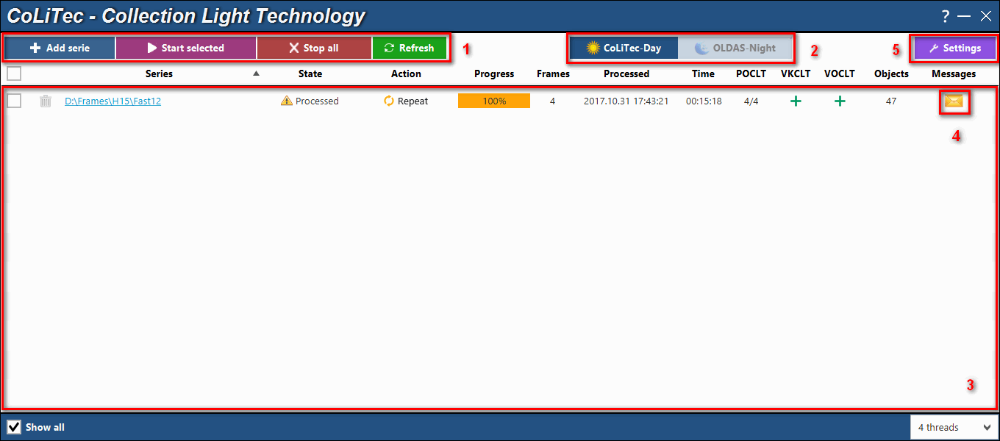 CoLiTec - Collection Light Technology ?
Add serie Start selected Stop all Refresh 1 CoLiTec-Day OLDAS-Night 2 5 Settings
Series State Action Progress Frames Processed Time POCLT VKCLT VOCLT Objects Messages
D:\Frames\H15\Fast12 Processed Repeat 100% 4 2017.10.31 17:43:21 00:15:18 4/4 + + 47
4
3
Show all 4 threads